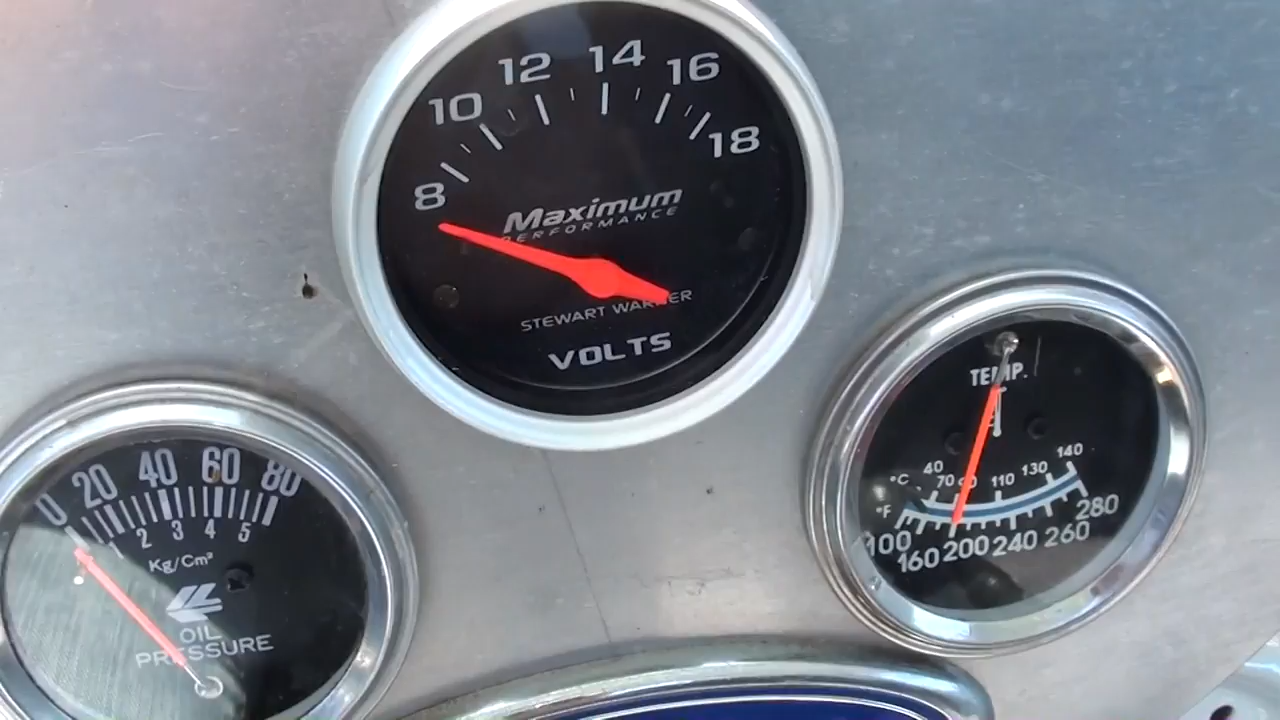 8 10 12 14 16 18
Maximum
PERFORMANCE
STEWART WARNER
VOLTS
0 20 40 60 80
2 3 4 5
Kg/Cm²
OIL
PRESSURE
TEMP.
°C 40 70 110 130 140
°F
100 160 200 240 260 280